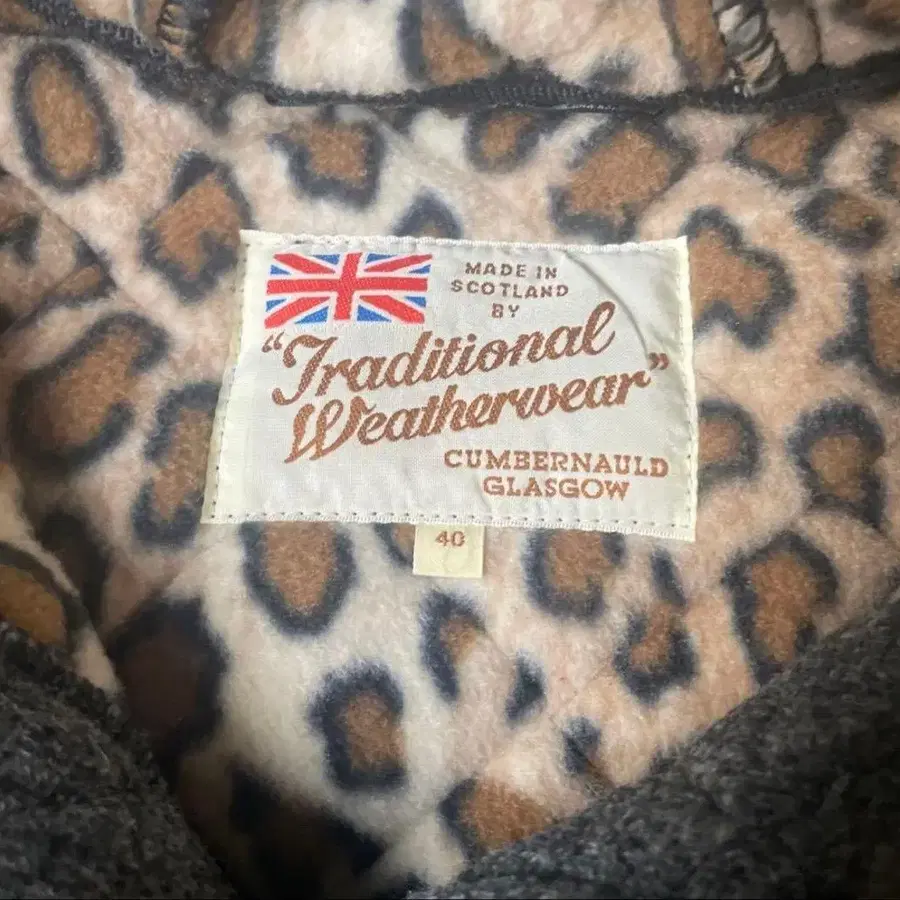 MADE IN
SCOTLAND
BY
"Traditional
Weatherwear"
CUMBERNAULD
GLASGOW
40